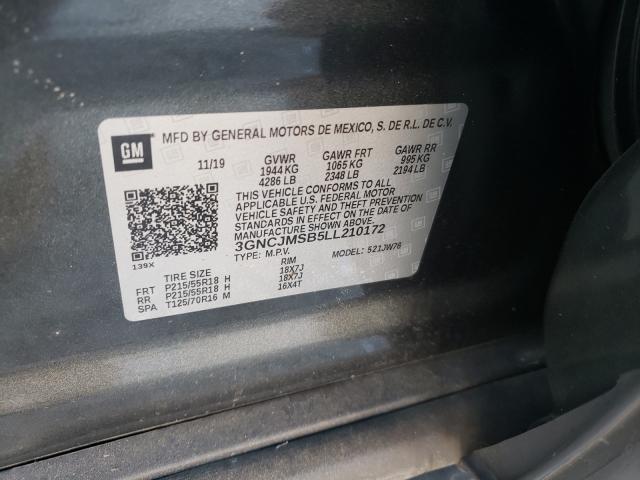 GM
MFD BY GENERAL MOTORS DE MEXICO, S. DE R.L. DE C.V.
11/19 GVWR GAWR FRT GAWR RR
1944 KG 1065 KG 995 KG
4286 LB 2348 LB 2194 LB
THIS VEHICLE CONFORMS TO ALL
APPLICABLE U.S. FEDERAL MOTOR
VEHICLE SAFETY AND THEFT PREVENTION
STANDARDS IN EFFECT ON THE DATE OF
MANUFACTURE SHOWN ABOVE.
3GNCJMSB5LL210172
TYPE: M.P.V. MODEL: 521JW76
139X
TIRE SIZE RIM
FRT P215/55R18 H 18X7J
RR P215/55R18 H 18X7J
SPA T125/70R16 M 16X4T